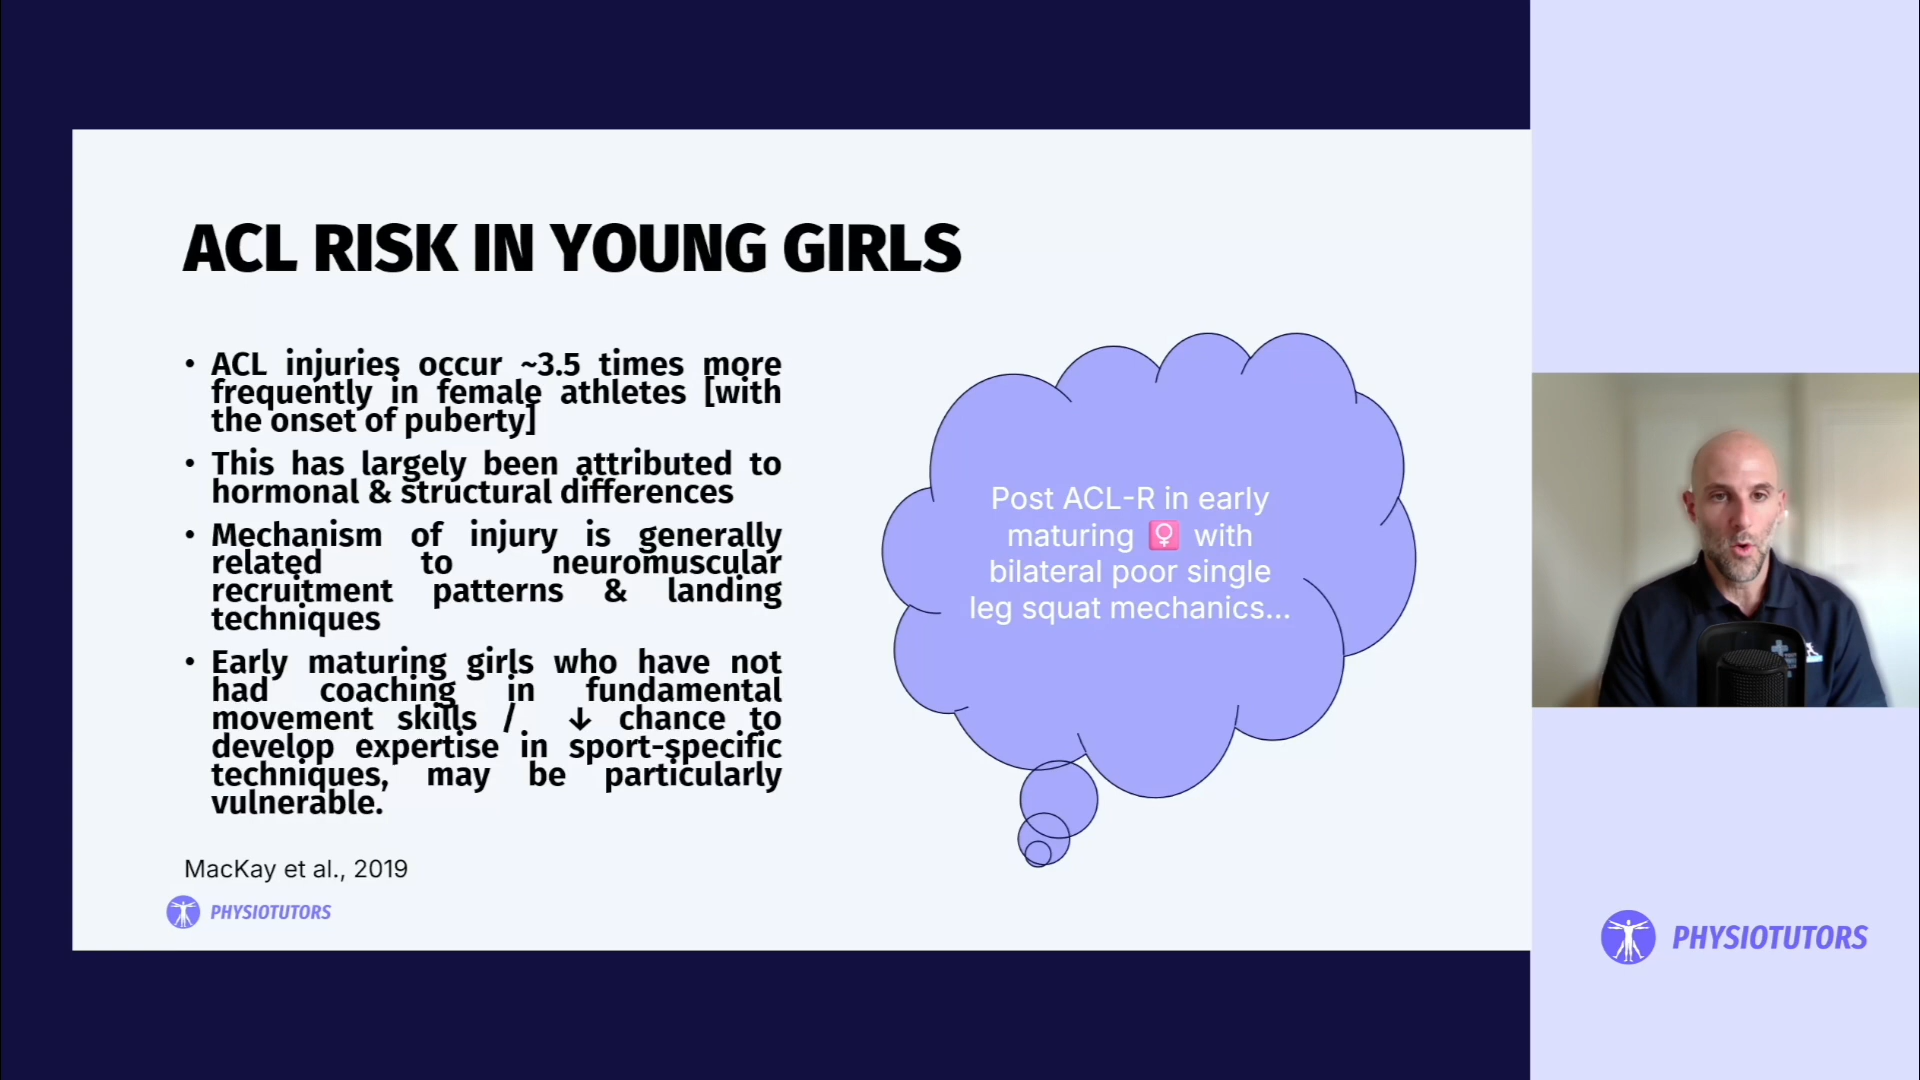 ACL RISK IN YOUNG GIRLS
• ACL injuries occur ~3.5 times more
frequently in female athletes [with
the onset of puberty]
• This has largely been attributed to
hormonal & structural differences
• Mechanism of injury is generally
related to neuromuscular
recruitment patterns & landing
techniques
• Early maturing girls who have not
had coaching in fundamental
movement skills / ↓ chance to
develop expertise in sport-specific
techniques, may be particularly
vulnerable.
MacKay et al., 2019
PHYSIOTUTORS
Post ACL-R in early
maturing ♀ with
bilateral poor single
leg squat mechanics...
PHYSIOTUTORS